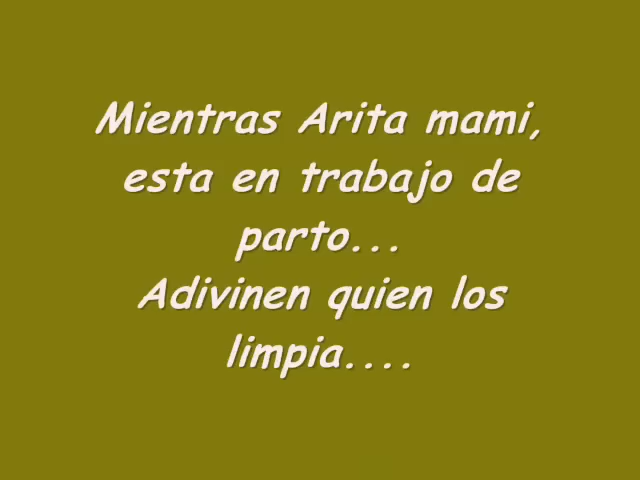 Mientras Arita mami,
esta en trabajo de
parto...
Adivinen quien los
limpia....